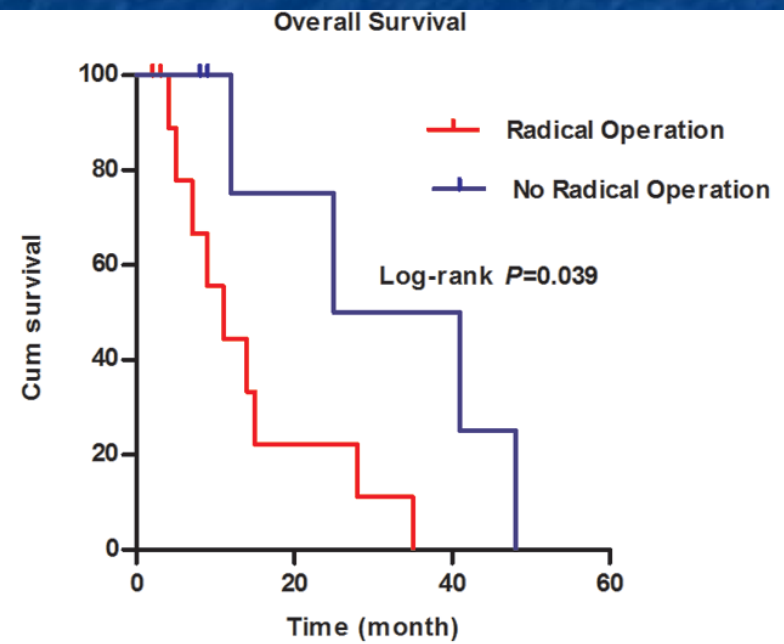 Overall Survival
100
80
60
40
20
0
Cum survival
Radical Operation
No Radical Operation
Log-rank P=0.039
0 20 40 60
Time (month)